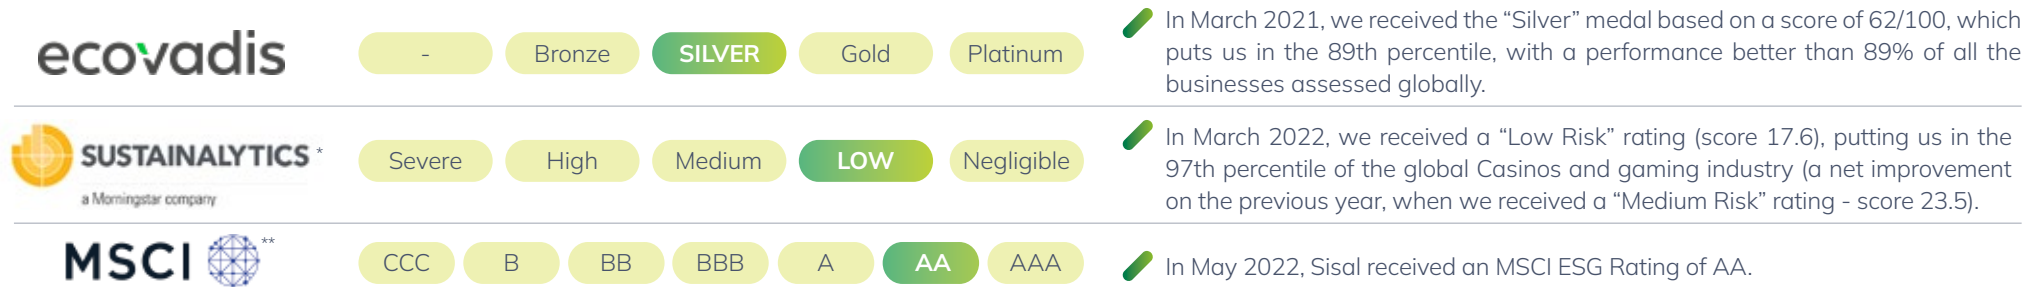 ecovadis
-
Bronze
SILVER
Gold
Platinum
In March 2021, we received the “Silver” medal based on a score of 62/100, which
puts us in the 89th percentile, with a performance better than 89% of all the
businesses assessed globally.
SUSTAINALYTICS *
a Morningstar company
Severe
High
Medium
LOW
Negligible
In March 2022, we received a “Low Risk” rating (score 17.6), putting us in the
97th percentile of the global Casinos and gaming industry (a net improvement
on the previous year, when we received a “Medium Risk” rating - score 23.5).
MSCI **
CCC
B
BB
BBB
A
AA
AAA
In May 2022, Sisal received an MSCI ESG Rating of AA.